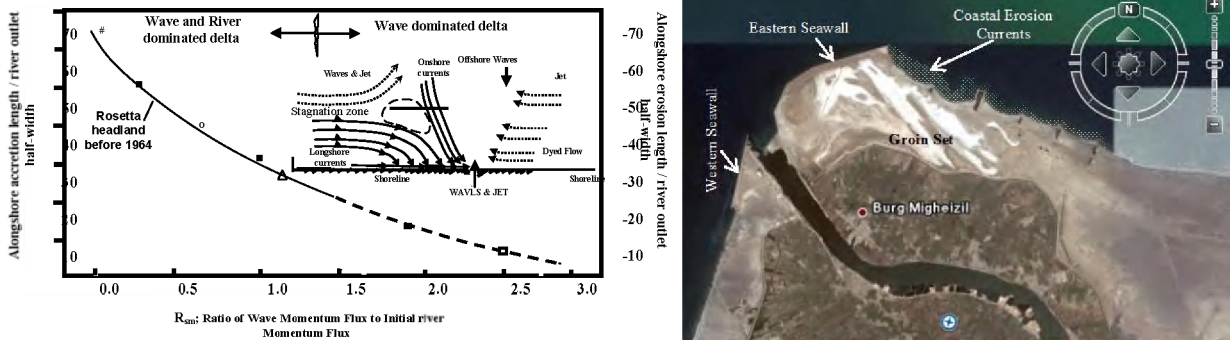 Wave and River
dominated delta
Wave dominated delta
Alongshore accretion length / river outlet
half-width
70
60
50
40
30
20
10
0
#
o
Rosetta
headland
before 1964
Waves & Jet
Onshore
currents
Offshore Waves
Jet
Stagnation zone
Longshore
currents
Dyed Flow
Shoreline
Shoreline
WAVES & JET
-70
-60
-50
-40
-30
-20
-10
Alongshore erosion length / river outlet
half-width
0.0
1.0
1.5
2.0
2.5
3.0
Rsm; Ratio of Wave Momentum Flux to Initial river
Momentum Flux
Eastern Seawall
Coastal Erosion
Currents
Western Seawall
Groin Set
Burg Migheizil
N
+
-